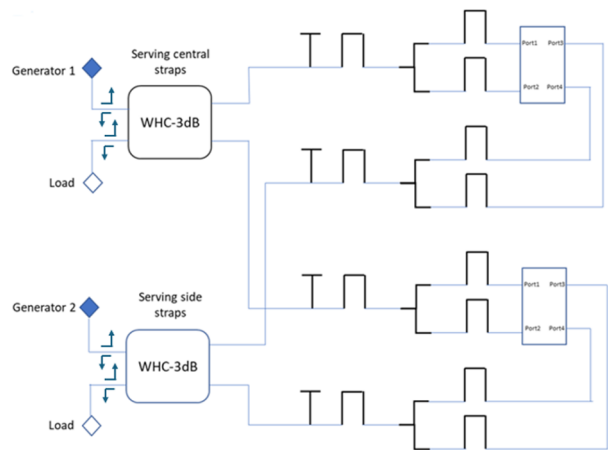 Serving central
straps
Generator 1
WHC-3dB
Load
Port1 Port3
Port2 Port4
Serving side
straps
Generator 2
WHC-3dB
Load
Port1 Port3
Port2 Port4